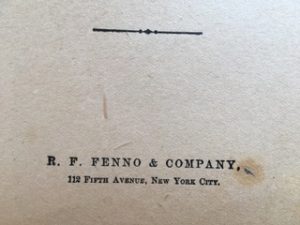 R. F. FENNO & COMPANY,
112 FIFTH AVENUE, NEW YORK CITY.